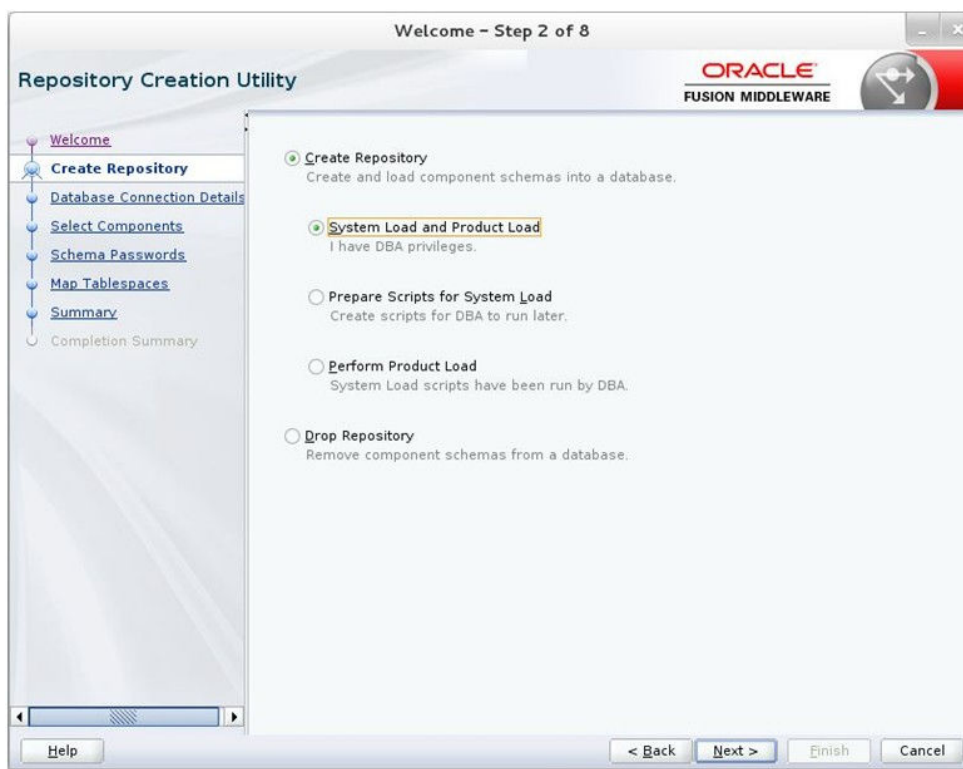 Welcome - Step 2 of 8
Repository Creation Utility
ORACLE
FUSION MIDDLEWARE
Welcome
Create Repository
Database Connection Details
Select Components
Schema Passwords
Map Tablespaces
Summary
Completion Summary
Create Repository
Create and load component schemas into a database.
System Load and Product Load
I have DBA privileges.
Prepare Scripts for System Load
Create scripts for DBA to run later.
Perform Product Load
System Load scripts have been run by DBA.
Drop Repository
Remove component schemas from a database.
Help
< Back
Next >
Finish
Cancel